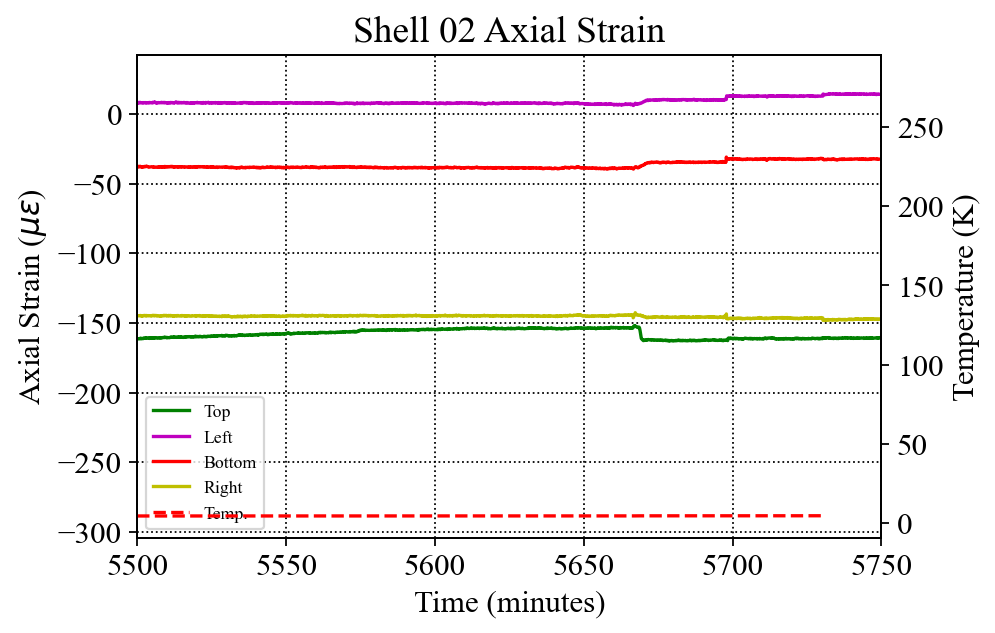 Shell 02 Axial Strain
Axial Strain (με)
0
−50
−100
−150
−200
−250
−300
250
200
150
100
50
0
Temperature (K)
Top
Left
Bottom
Right
Temp.
5500 5550 5600 5650 5700 5750
Time (minutes)